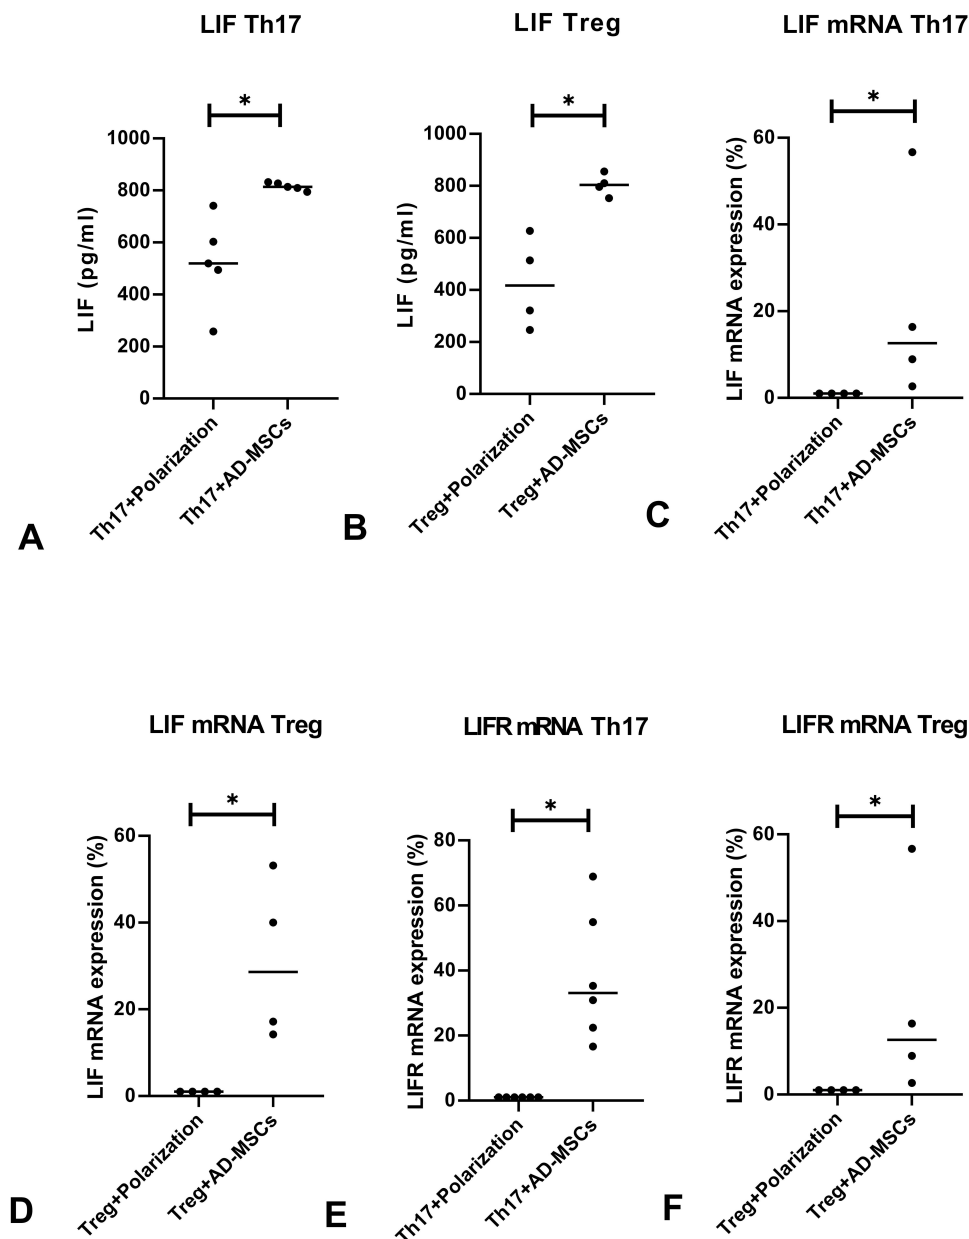 LIF Th17
*
1000
800
600
400
200
0
LIF (pg/ml)
Th17+Polarization
Th17+AD-MSCs
A
LIF Treg
*
1000
800
600
400
200
0
LIF (pg/ml)
Treg+Polarization
Treg+AD-MSCs
B
LIF mRNA Th17
*
60
40
20
0
LIF mRNA expression (%)
Th17+Polarization
Th17+AD-MSCs
C
LIF mRNA Treg
*
60
40
20
0
LIF mRNA expression (%)
Treg+Polarization
Treg+AD-MSCs
D
LIFR mRNA Th17
*
80
60
40
20
0
LIFR mRNA expression (%)
Th17+Polarization
Th17+AD-MSCs
E
LIFR mRNA Treg
*
60
40
20
0
LIFR mRNA expression (%)
Treg+Polarization
Treg+AD-MSCs
F